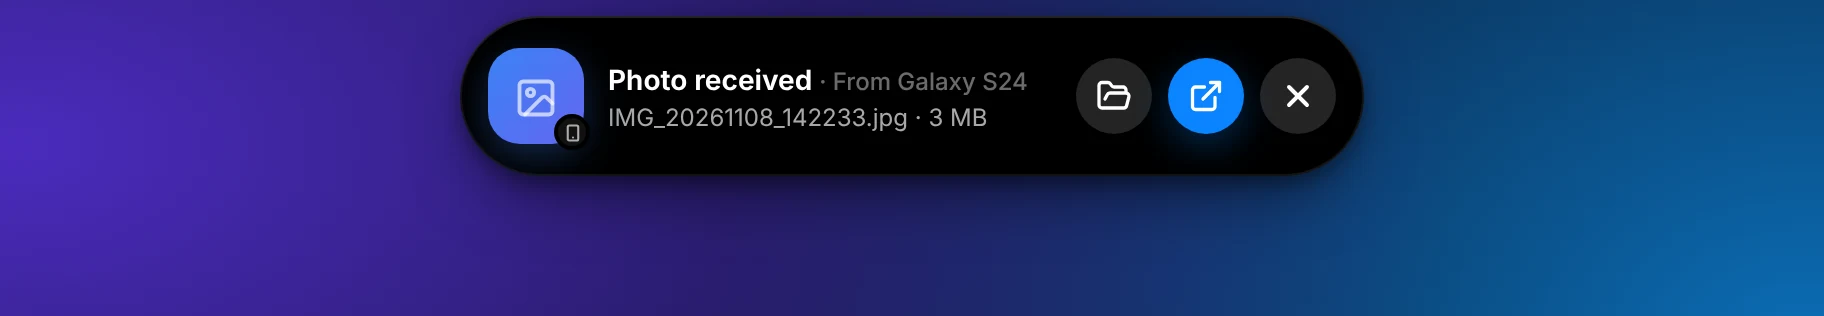 Photo received · From Galaxy S24
IMG_20261108_142233.jpg · 3 MB